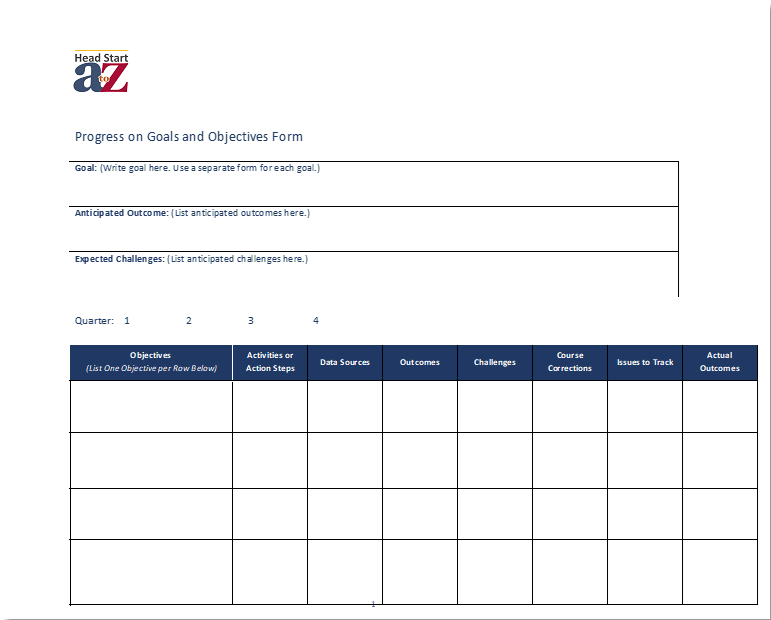 Head Start
a to Z
Progress on Goals and Objectives Form
Goal: (Write goal here. Use a separate form for each goal.)
Anticipated Outcome: (List anticipated outcomes here.)
Expected Challenges: (List anticipated challenges here.)
Quarter: 1 2 3 4
Objectives
(List One Objective per Row Below)
Activities or
Action Steps
Data Sources
Outcomes
Challenges
Course
Corrections
Issues to Track
Actual
Outcomes
1